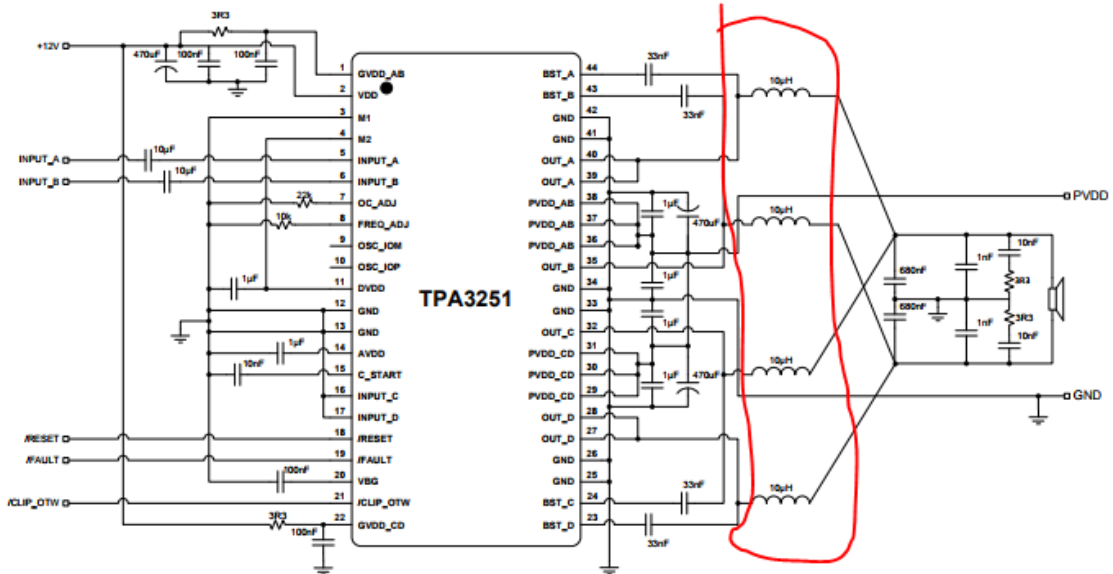 3R3
+12V
470uF
100nF
100nF
1 GVDD_AB
2 VDD
3 M1
4 M2
INPUT_A
10µF
5 INPUT_A
INPUT_B
10µF
6 INPUT_B
22k
7 OC_ADJ
10k
8 FREQ_ADJ
9 OSC_IOM
10 OSC_IOP
1µF
11 DVDD
12 GND
13 GND
1µF
14 AVDD
10nF
15 C_START
16 INPUT_C
17 INPUT_D
/RESET
18 /RESET
/FAULT
19 /FAULT
100nF
20 VBG
/CLIP_OTW
21 /CLIP_OTW
3R3
22 GVDD_CD
100nF
TPA3251
BST_A 44
33nF
BST_B 43
33nF
GND 42
GND 41
OUT_A 40
OUT_A 39
PVDD_AB 38
PVDD_AB 37
PVDD_AB 36
OUT_B 35
GND 34
GND 33
OUT_C 32
PVDD_CD 31
PVDD_CD 30
PVDD_CD 29
OUT_D 28
OUT_D 27
GND 26
GND 25
BST_C 24
33nF
BST_D 23
33nF
1µF
470uF
1µF
1µF
1µF
470uF
10µH
10µH
10µH
10µH
PVDD
680nF
680nF
1nF
1nF
10nF
3R3
3R3
10nF
GND